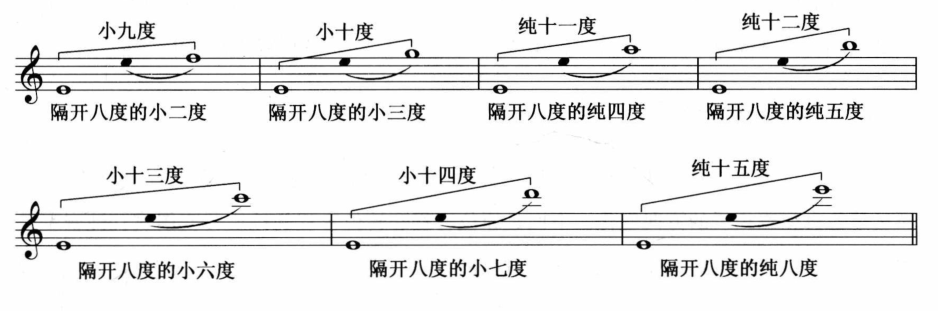 小九度 小十度 纯十一度 纯十二度
隔开八度的小二度 隔开八度的小三度 隔开八度的纯四度 隔开八度的纯五度
小十三度 小十四度 纯十五度
隔开八度的小六度 隔开八度的小七度 隔开八度的纯八度